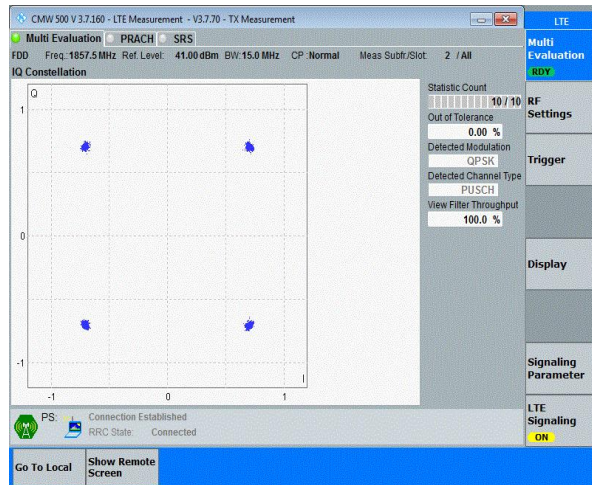 CMW 500 V 3.7.160 - LTE Measurement - V3.7.70 - TX Measurement
LTE
Multi Evaluation PRACH SRS
FDD Freq.:1857.5 MHz Ref. Level: 41.00 dBm BW:15.0 MHz CP :Normal Meas Subfr./Slot: 2 / All
IQ Constellation
Q
1
0
-1
-1 0 1
I
Statistic Count
10 / 10
Out of Tolerance
0.00 %
Detected Modulation
QPSK
Detected Channel Type
PUSCH
View Filter Throughput
100.0 %
Multi
Evaluation
RDY
RF
Settings
Trigger
Display
Signaling
Parameter
LTE
Signaling
ON
PS: Connection Established
RRC State: Connected
Go To Local
Show Remote
Screen